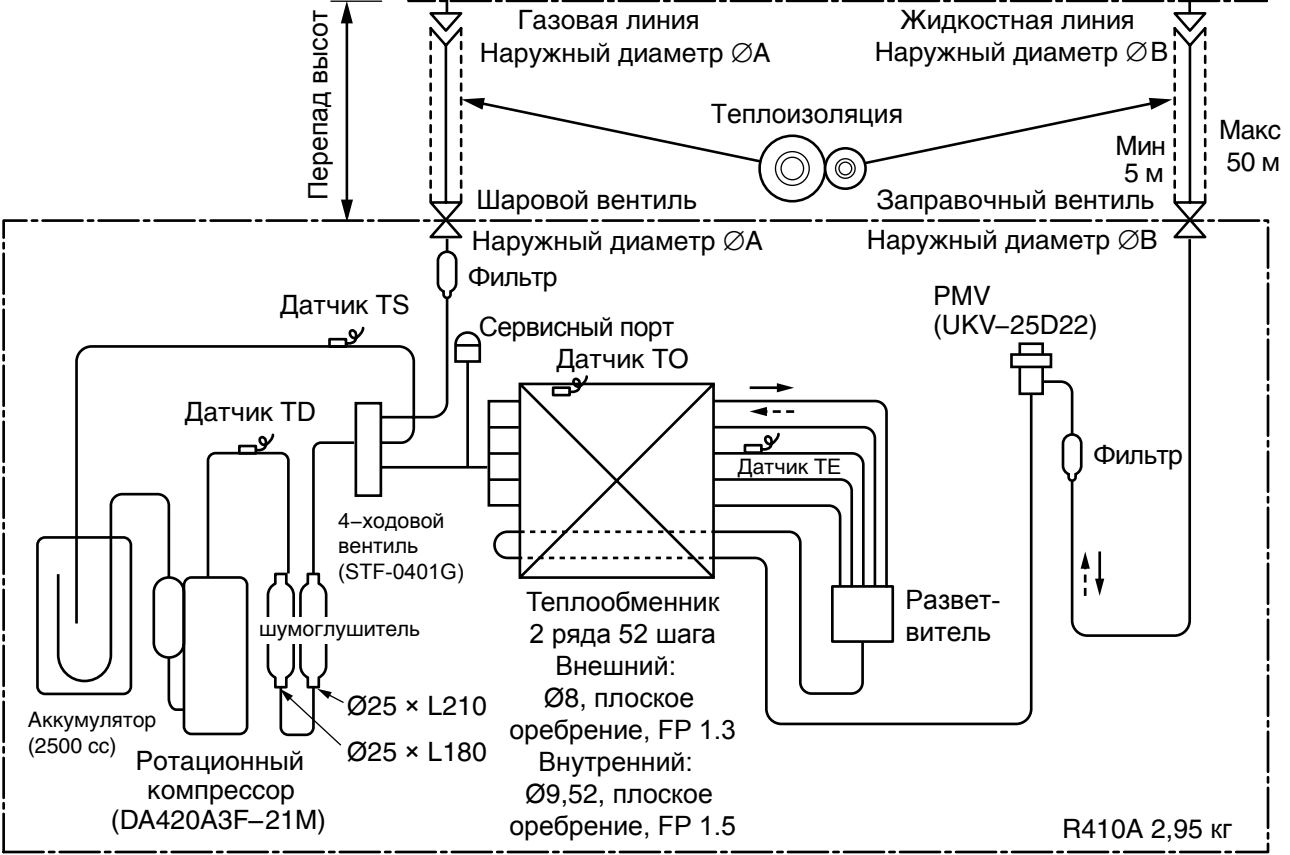 Перепад высот
Газовая линия
Наружный диаметр ∅A
Жидкостная линия
Наружный диаметр ∅B
Теплоизоляция
Мин
5 м
Макс
50 м
Шаровой вентиль
Наружный диаметр ∅A
Заправочный вентиль
Наружный диаметр ∅B
Фильтр
Датчик TS
Сервисный порт
Датчик TO
PMV
(UKV–25D22)
Датчик TD
Датчик TE
Фильтр
4–ходовой
вентиль
(STF-0401G)
шумоглушитель
Развет-
витель
Теплообменник
2 ряда 52 шага
Внешний:
Ø8, плоское
оребрение, FP 1.3
Внутренний:
Ø9,52, плоское
оребрение, FP 1.5
Ø25 × L210
Ø25 × L180
Аккумулятор
(2500 cc)
Ротационный
компрессор
(DA420A3F–21M)
R410A 2,95 кг